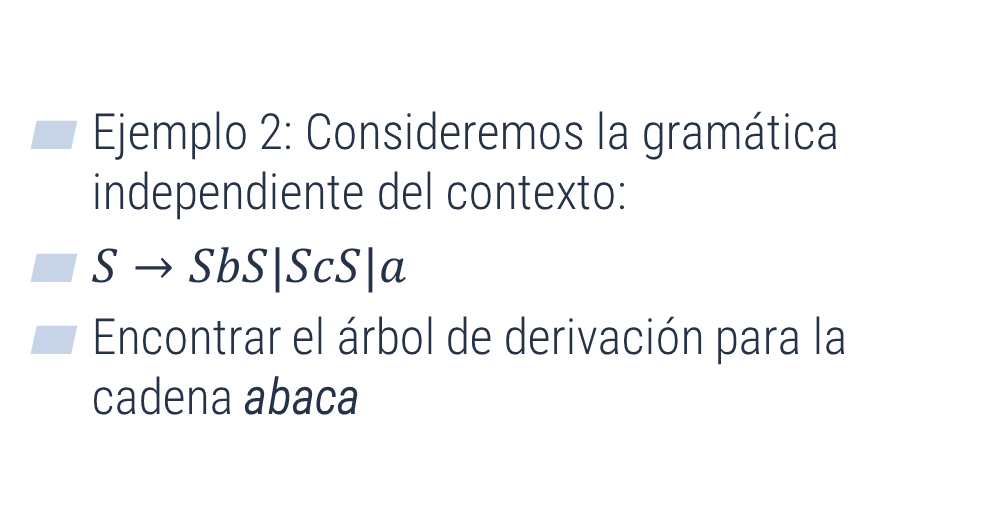 Ejemplo 2: Consideremos la gramática
independiente del contexto:
S → SbS|ScS|a
Encontrar el árbol de derivación para la
cadena abaca